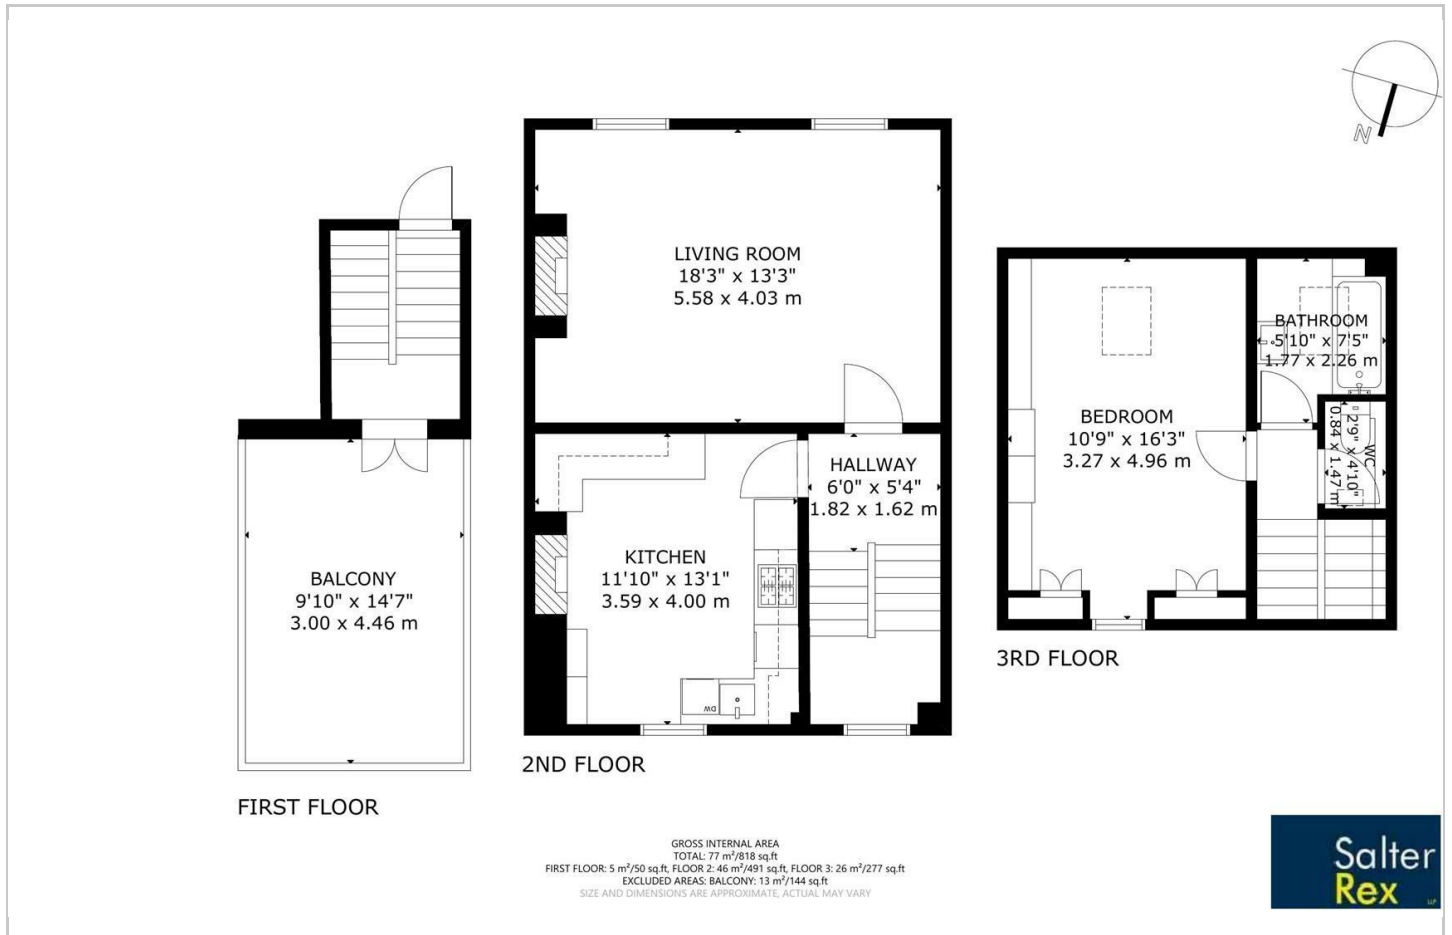 N
LIVING ROOM
18'3" x 13'3"
5.58 x 4.03 m
BATHROOM
5'10" x 7'5"
1.77 x 2.26 m
BEDROOM
10'9" x 16'3"
3.27 x 4.96 m
WC
2'9" x 4'10"
0.84 x 1.47 m
HALLWAY
6'0" x 5'4"
1.82 x 1.62 m
KITCHEN
11'10" x 13'1"
3.59 x 4.00 m
BALCONY
9'10" x 14'7"
3.00 x 4.46 m
DW
3RD FLOOR
2ND FLOOR
FIRST FLOOR
GROSS INTERNAL AREA
TOTAL: 77 m²/818 sq.ft
FIRST FLOOR: 5 m²/50 sq.ft, FLOOR 2: 46 m²/491 sq.ft, FLOOR 3: 26 m²/277 sq.ft
EXCLUDED AREAS: BALCONY: 13 m²/144 sq.ft
SIZE AND DIMENSIONS ARE APPROXIMATE, ACTUAL MAY VARY
Salter
Rex LLP